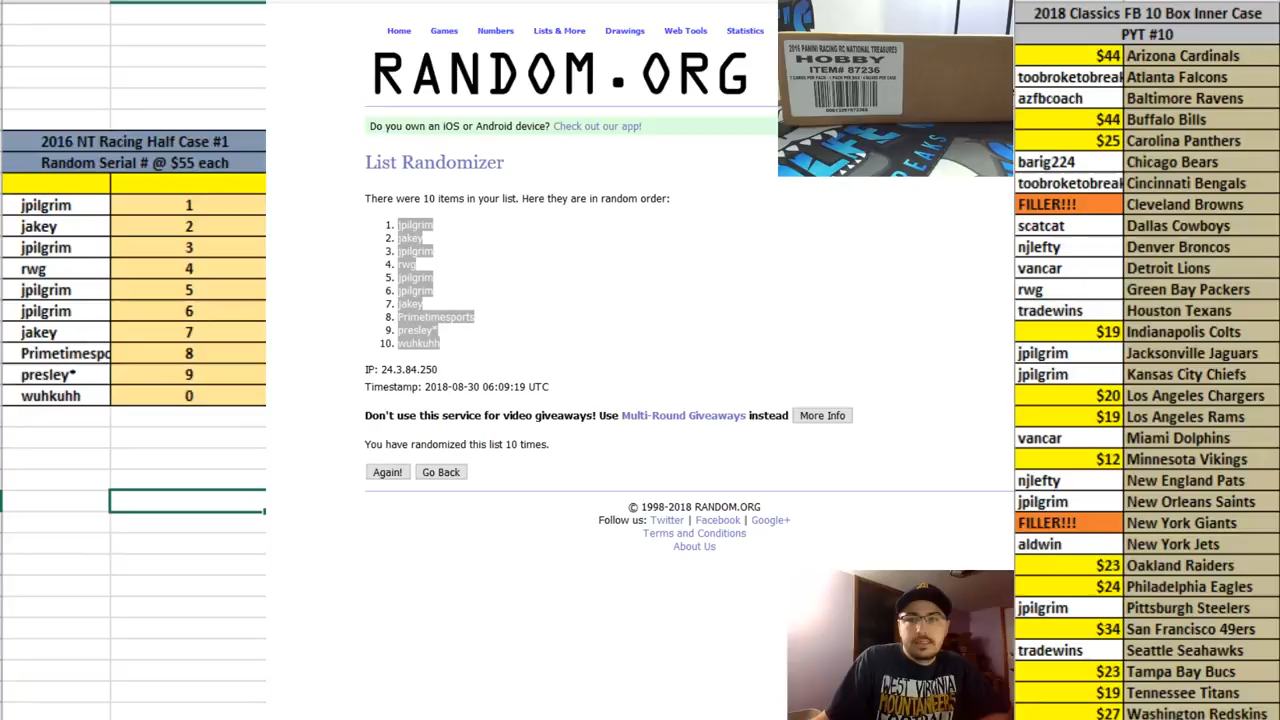 2016 NT Racing Half Case #1
Random Serial # @ $55 each
jpilgrim 1
jakey 2
jpilgrim 3
rwg 4
jpilgrim 5
jpilgrim 6
jakey 7
Primetimespo 8
presley* 9
wuhkuhh 0
Home Games Numbers Lists & More Drawings Web Tools Statistics
RANDOM.ORG
Do you own an iOS or Android device? Check out our app!
List Randomizer
There were 10 items in your list. Here they are in random order:
1. jpilgrim
2. jakey
3. jpilgrim
4. rwg
5. jpilgrim
6. jpilgrim
7. jakey
8. Primetimesports
9. presley*
10. wuhkuhh
IP: 24.3.84.250
Timestamp: 2018-08-30 06:09:19 UTC
Don't use this service for video giveaways! Use Multi-Round Giveaways instead More Info
You have randomized this list 10 times.
Again! Go Back
© 1998-2018 RANDOM.ORG
Follow us: Twitter | Facebook | Google+
Terms and Conditions
About Us
2016 PANINI RACING RC NATIONAL TREASURES
HOBBY
ITEM# 87236
BREAKS
WEST VIRGINIA
MOUNTAINEERS
FOOTBALL
2018 Classics FB 10 Box Inner Case
PYT #10
$44 Arizona Cardinals
toobroketobreak Atlanta Falcons
azfbcoach Baltimore Ravens
$44 Buffalo Bills
$25 Carolina Panthers
barig224 Chicago Bears
toobroketobreak Cincinnati Bengals
FILLER!!! Cleveland Browns
scatcat Dallas Cowboys
njlefty Denver Broncos
vancar Detroit Lions
rwg Green Bay Packers
tradewins Houston Texans
$19 Indianapolis Colts
jpilgrim Jacksonville Jaguars
jpilgrim Kansas City Chiefs
$20 Los Angeles Chargers
$19 Los Angeles Rams
vancar Miami Dolphins
$12 Minnesota Vikings
njlefty New England Pats
jpilgrim New Orleans Saints
FILLER!!! New York Giants
aldwin New York Jets
$23 Oakland Raiders
$24 Philadelphia Eagles
jpilgrim Pittsburgh Steelers
$34 San Francisco 49ers
tradewins Seattle Seahawks
$23 Tampa Bay Bucs
$19 Tennessee Titans
$27 Washington Redskins